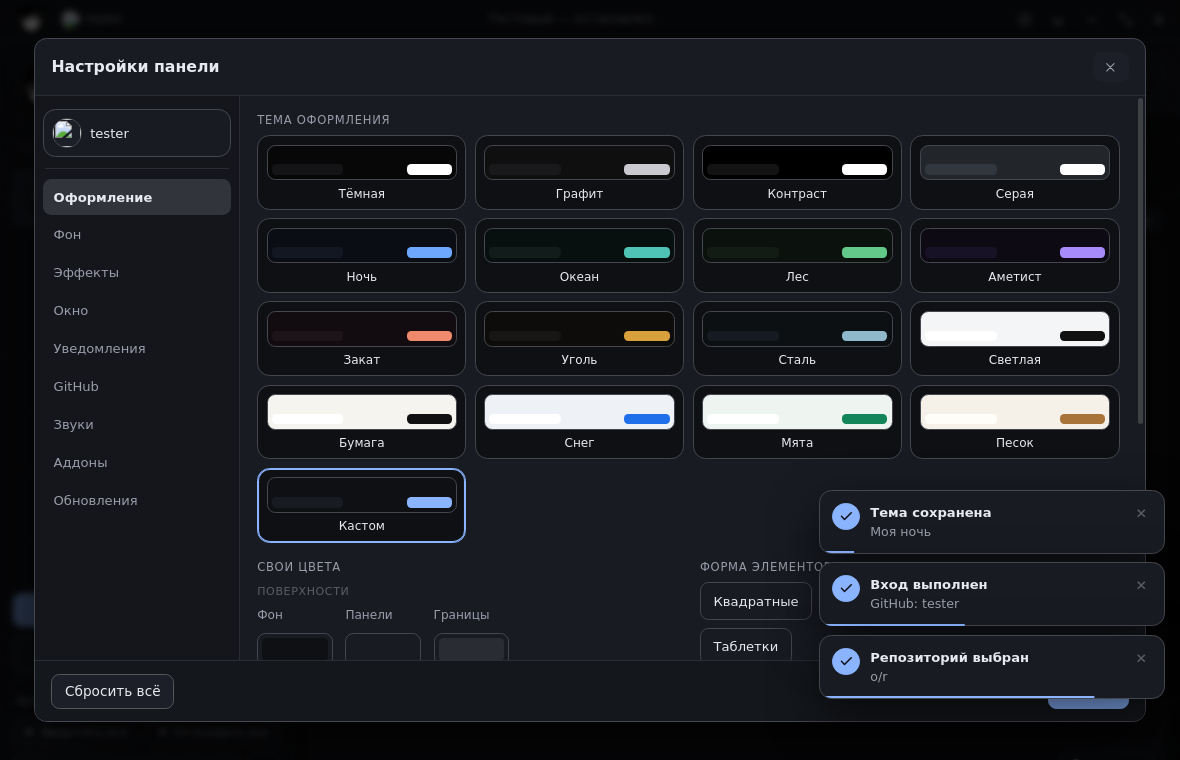 Настройки панели
tester
Оформление
Фон
Эффекты
Окно
Уведомления
GitHub
Звуки
Аддоны
Обновления
ТЕМА ОФОРМЛЕНИЯ
Тёмная
Графит
Контраст
Серая
Ночь
Океан
Лес
Аметист
Закат
Уголь
Сталь
Светлая
Бумага
Снег
Мята
Песок
Кастом
СВОИ ЦВЕТА
ПОВЕРХНОСТИ
Фон
Панели
Границы
ФОРМА ЭЛЕМЕНТОВ
Квадратные
Таблетки
Тема сохранена
Моя ночь
Вход выполнен
GitHub: tester
Репозиторий выбран
o/r
Сбросить всё